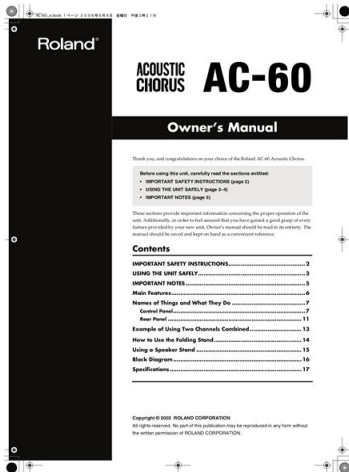 Roland®
ACOUSTIC
CHORUS
AC-60
Owner's Manual
Thank you, and congratulations on your choice of the Roland AC-60 Acoustic Chorus.
Before using this unit, carefully read the sections entitled:
• IMPORTANT SAFETY INSTRUCTIONS (page 2)
• USING THE UNIT SAFELY (page 3–4)
• IMPORTANT NOTES (page 5)
These sections provide important information concerning the proper operation of the
unit. Additionally, in order to feel assured that you have gained a good grasp of every
feature provided by your new unit, Owner's manual should be read in its entirety. The
manual should be saved and kept on hand as a convenient reference.
Contents
IMPORTANT SAFETY INSTRUCTIONS...2
USING THE UNIT SAFELY...3
IMPORTANT NOTES...5
Main Features...6
Names of Things and What They Do...7
Control Panel...7
Rear Panel...11
Example of Using Two Channels Combined...13
How to Use the Folding Stand...14
Using a Speaker Stand...15
Block Diagram...16
Specifications...17
Copyright © 2003 ROLAND CORPORATION
All rights reserved. No part of this publication may be reproduced in any form without
the written permission of ROLAND CORPORATION.